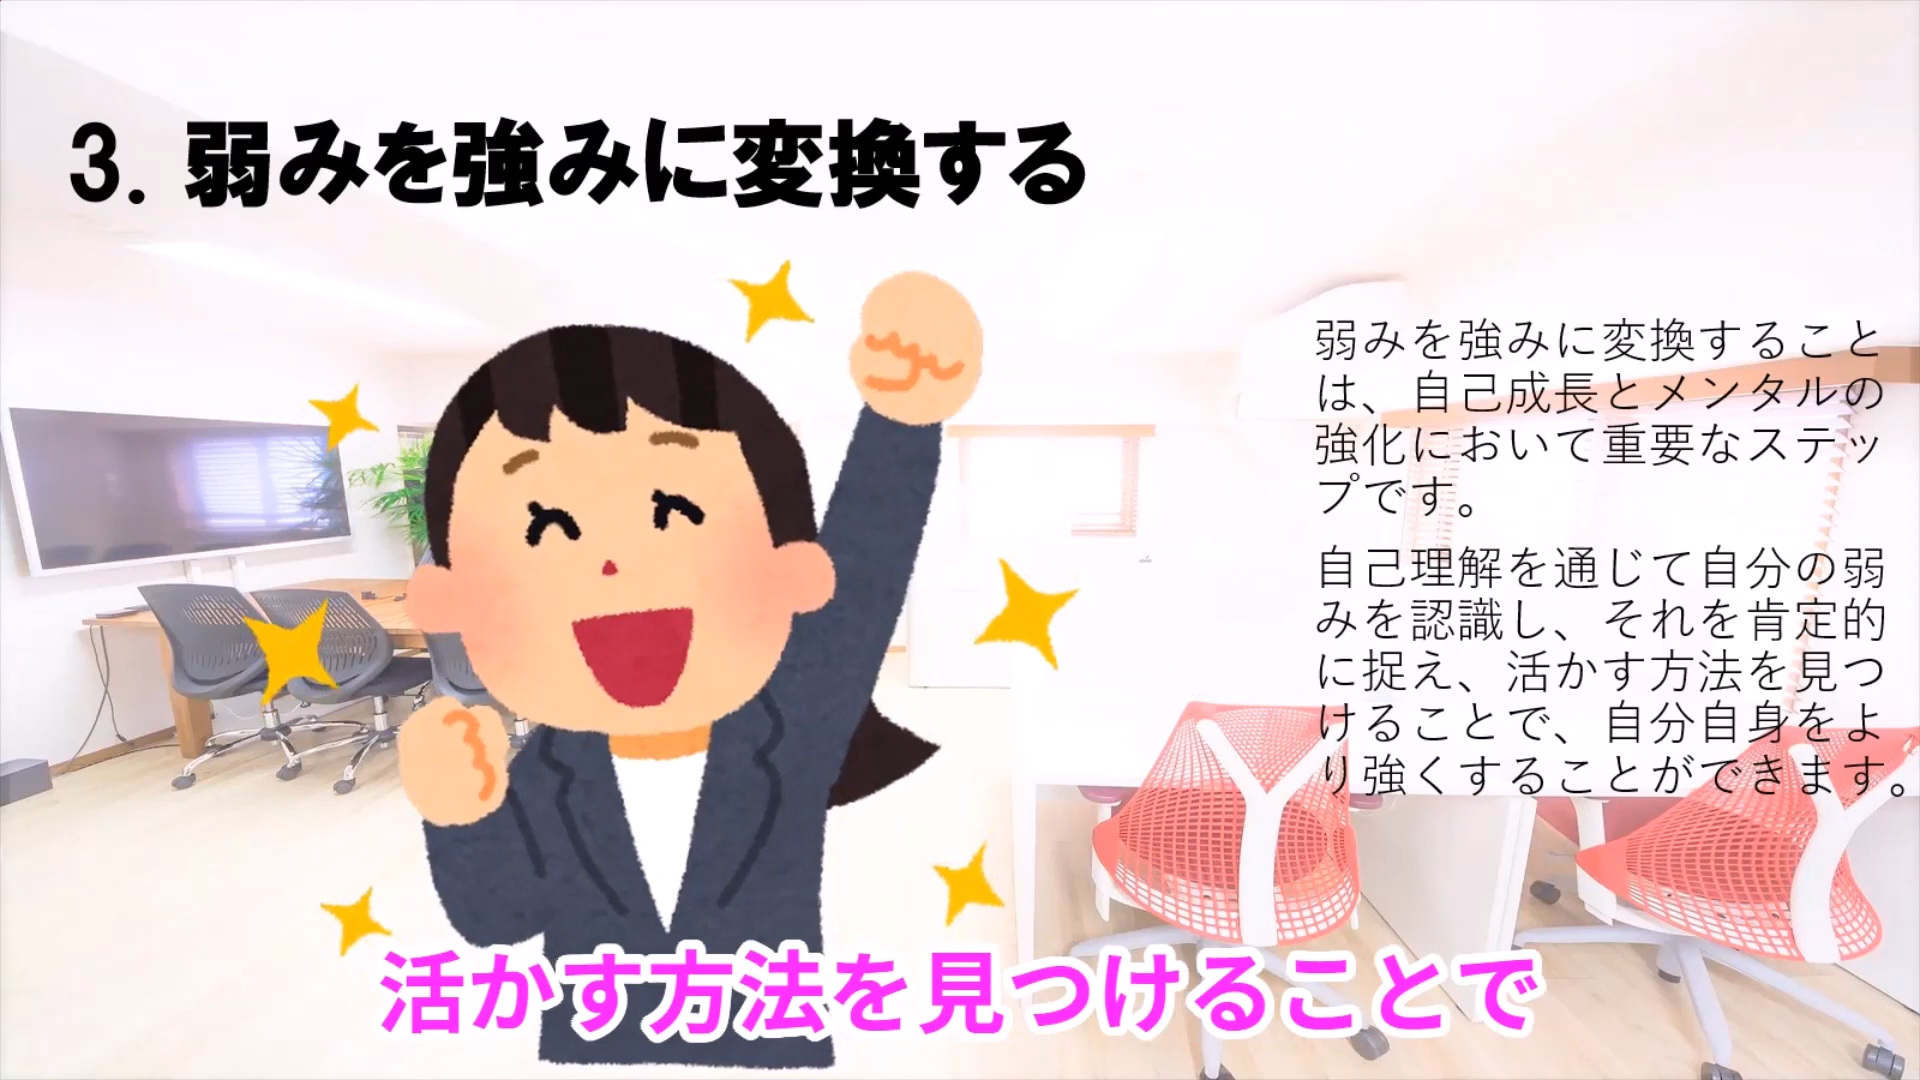 3. 弱みを強みに変換する
弱みを強みに変換すること
は、自己成長とメンタルの
強化において重要なステッ
プです。
自己理解を通じて自分の弱
みを認識し、それを肯定的
に捉え、活かす方法を見つ
けることで、自分自身をよ
り強くすることができます。
活かす方法を見つけることで